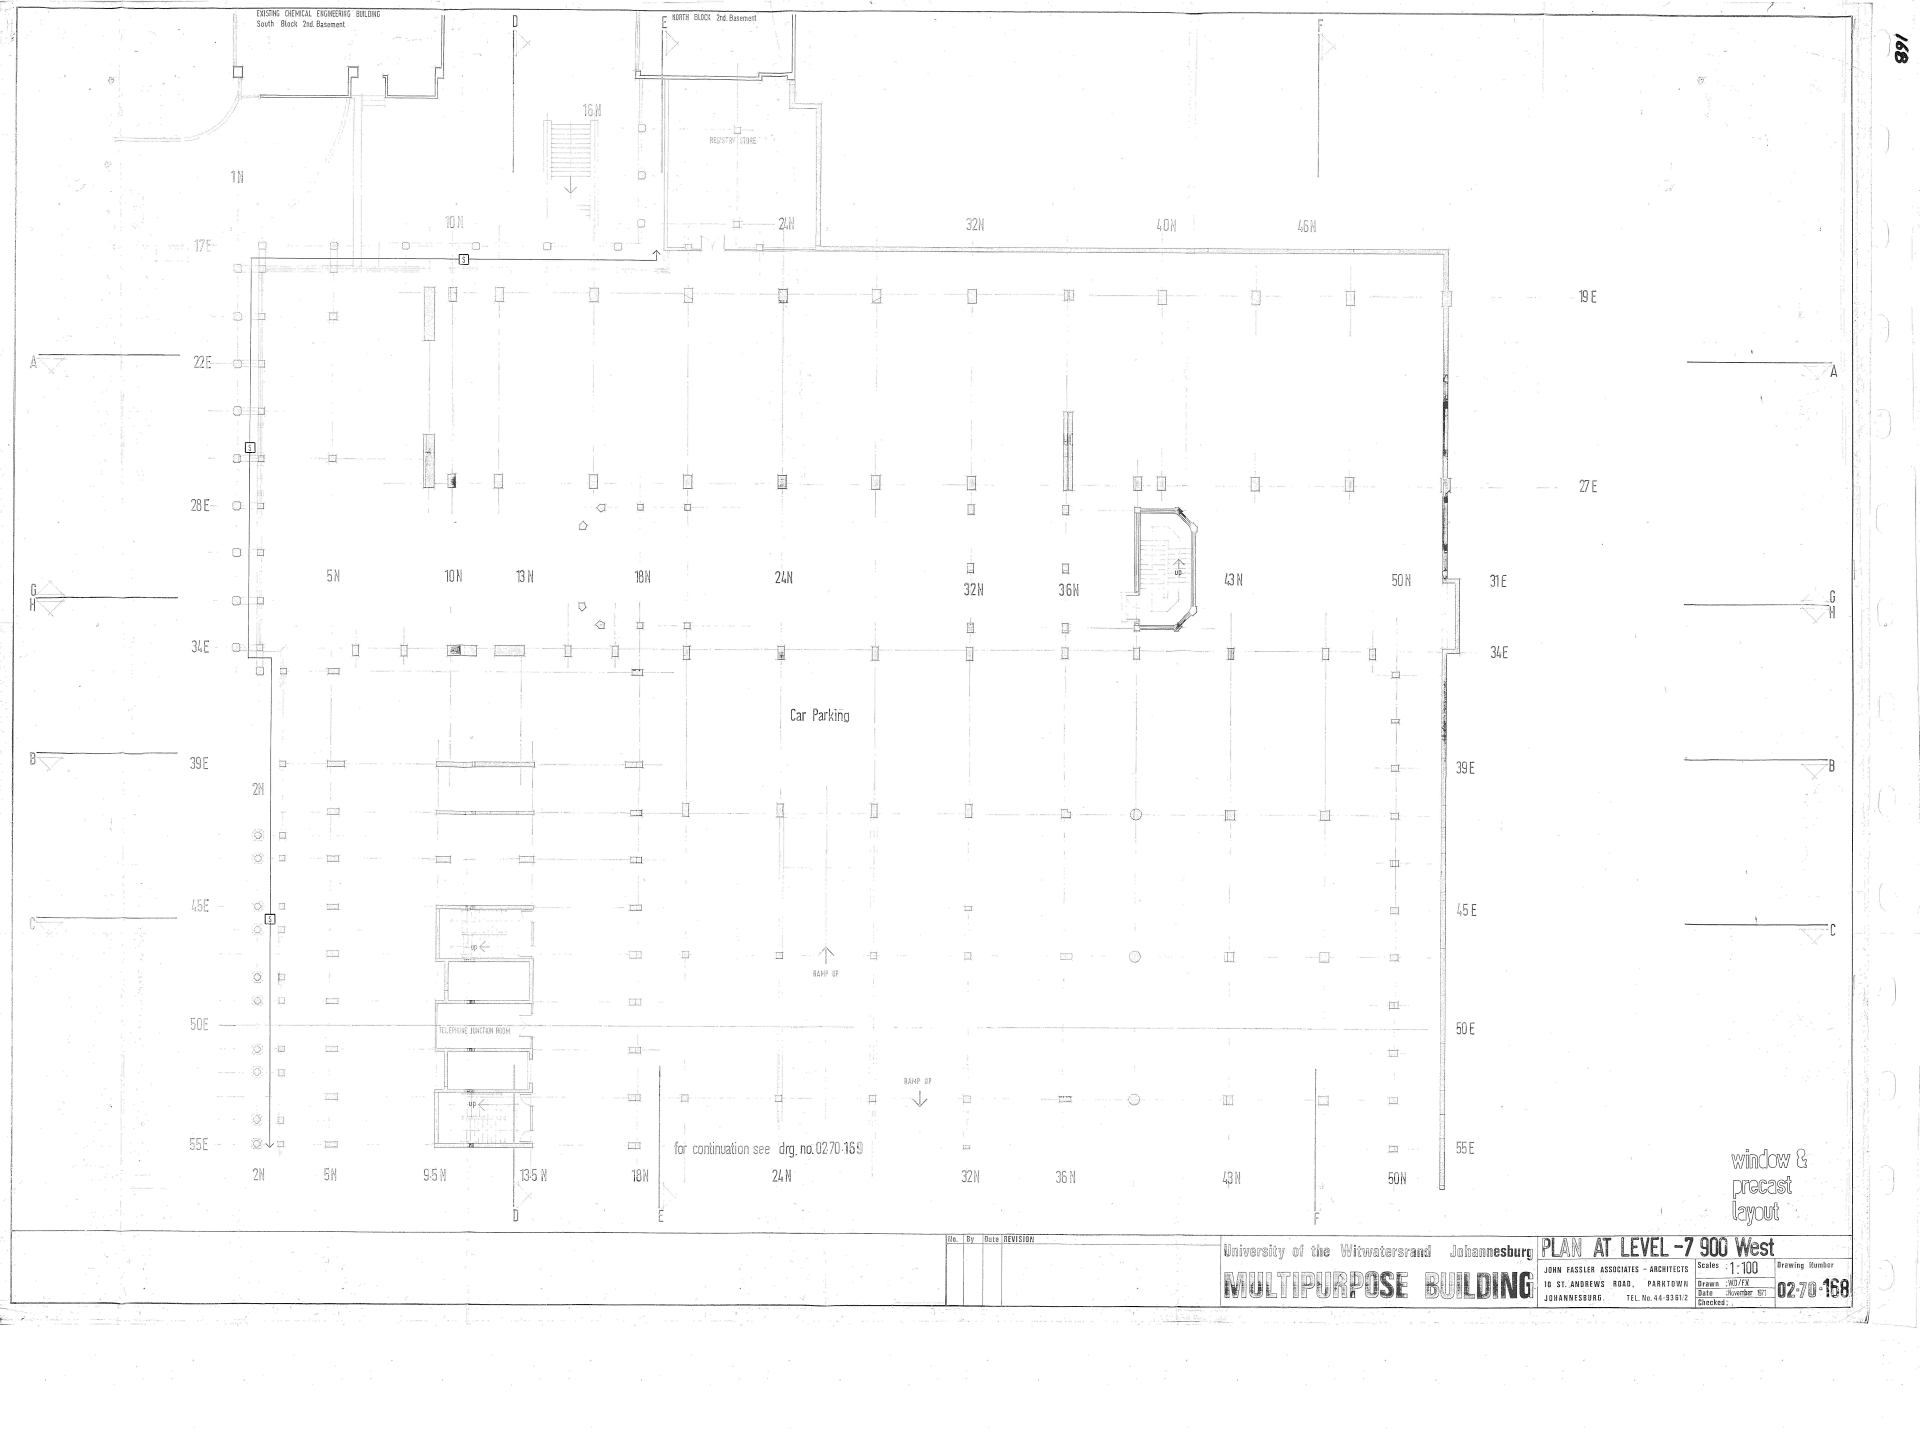 EXISTING CHEMICAL ENGINEERING BUILDING
South Block 2nd. Basement
D
E
NORTH BLOCK 2nd. Basement
F
168
16N
REGISTRY STORE
1N
10N
24N
32N
40N
46N
17E
S
19E
A
22E
A
S
27E
28E
5N
10N
13N
18N
24N
32N
36N
up
43N
50N
31E
G
H
G
H
34E
34E
Car Parking
B
39E
39E
B
2N
45E
45E
C
S
up
RAMP UP
C
50E
TELEPHONE JUNCTION ROOM
50E
RAMP UP
up
55E
for continuation see drg. no. 02·70·169
55E
2N
5N
9·5N
13·5N
18N
24N
32N
36N
43N
50N
D
E
F
window &
precast
layout
No. By Date REVISION
University of the Witwatersrand Johannesburg
MULTIPURPOSE BUILDING
PLAN AT LEVEL -7 900 West
JOHN FASSLER ASSOCIATES - ARCHITECTS
10 ST. ANDREWS ROAD, PARKTOWN
JOHANNESBURG. TEL. No. 44-9361/2
Scales : 1:100
Drawn : WD/FX
Date : November 1971
Checked :
Drawing Number
02·70·168